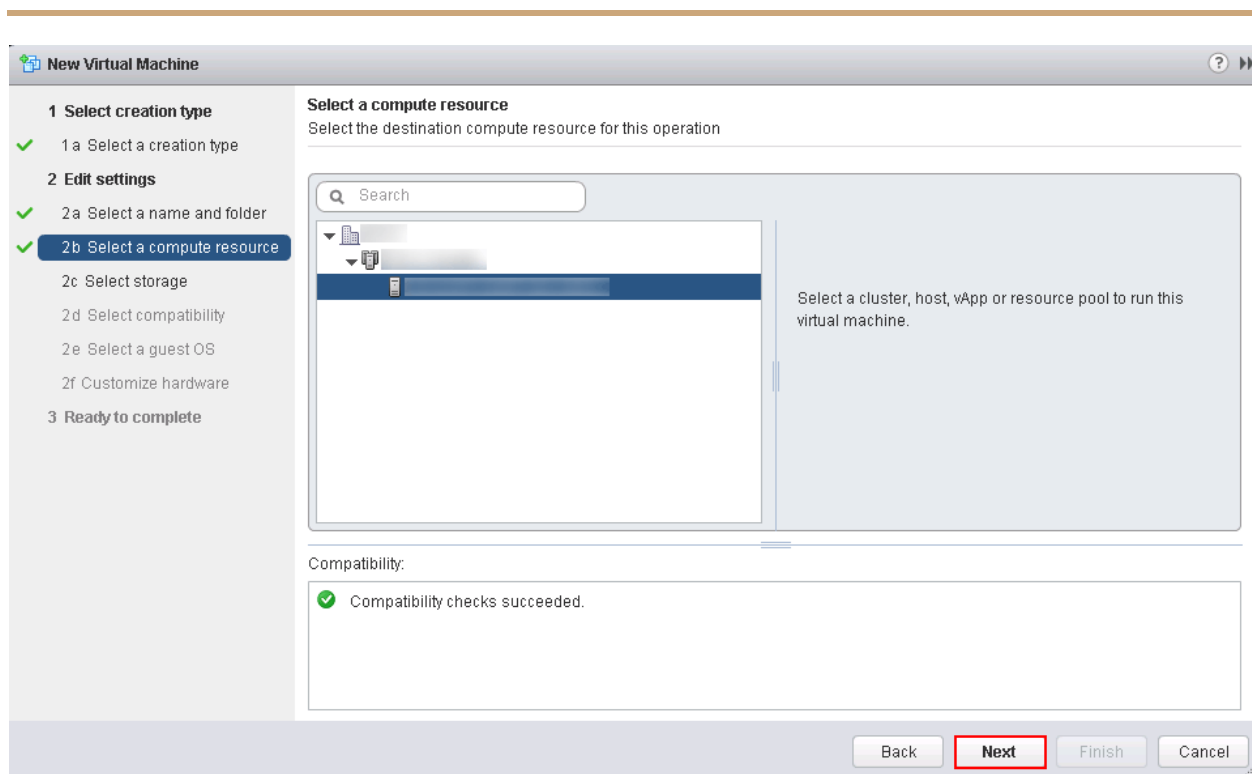 New Virtual Machine
?
1 Select creation type
1a Select a creation type
2 Edit settings
2a Select a name and folder
2b Select a compute resource
2c Select storage
2d Select compatibility
2e Select a guest OS
2f Customize hardware
3 Ready to complete
Select a compute resource
Select the destination compute resource for this operation
Search
Select a cluster, host, vApp or resource pool to run this
virtual machine.
Compatibility:
Compatibility checks succeeded.
Back Next Finish Cancel